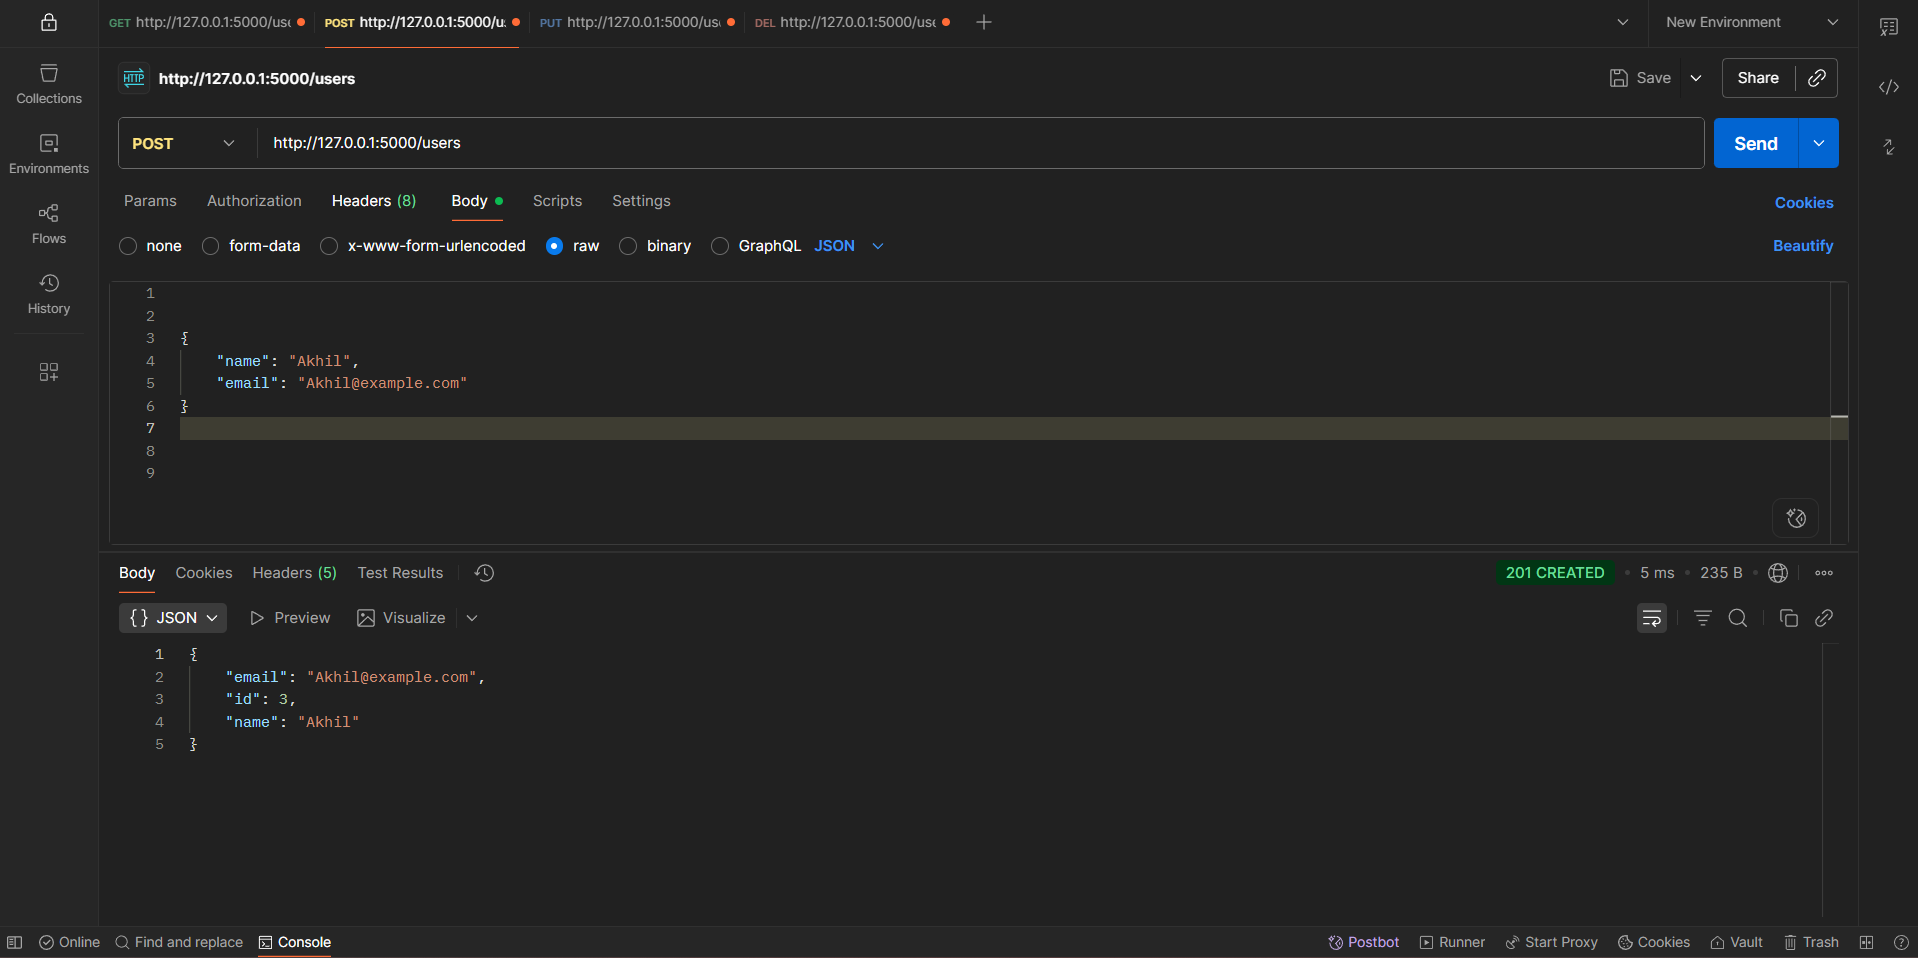 GET http://127.0.0.1:5000/use
POST http://127.0.0.1:5000/u
PUT http://127.0.0.1:5000/us
DEL http://127.0.0.1:5000/use
New Environment
Collections
Environments
Flows
History
HTTP http://127.0.0.1:5000/users
Save
Share
POST http://127.0.0.1:5000/users
Send
Params Authorization Headers (8) Body Scripts Settings
Cookies
none form-data x-www-form-urlencoded raw binary GraphQL JSON
Beautify
1
2
3 {
4 "name": "Akhil",
5 "email": "Akhil@example.com"
6 }
7
8
9
Body Cookies Headers (5) Test Results
201 CREATED • 5 ms • 235 B
{} JSON Preview Visualize
1 {
2 "email": "Akhil@example.com",
3 "id": 3,
4 "name": "Akhil"
5 }
Online Find and replace Console
Postbot Runner Start Proxy Cookies Vault Trash